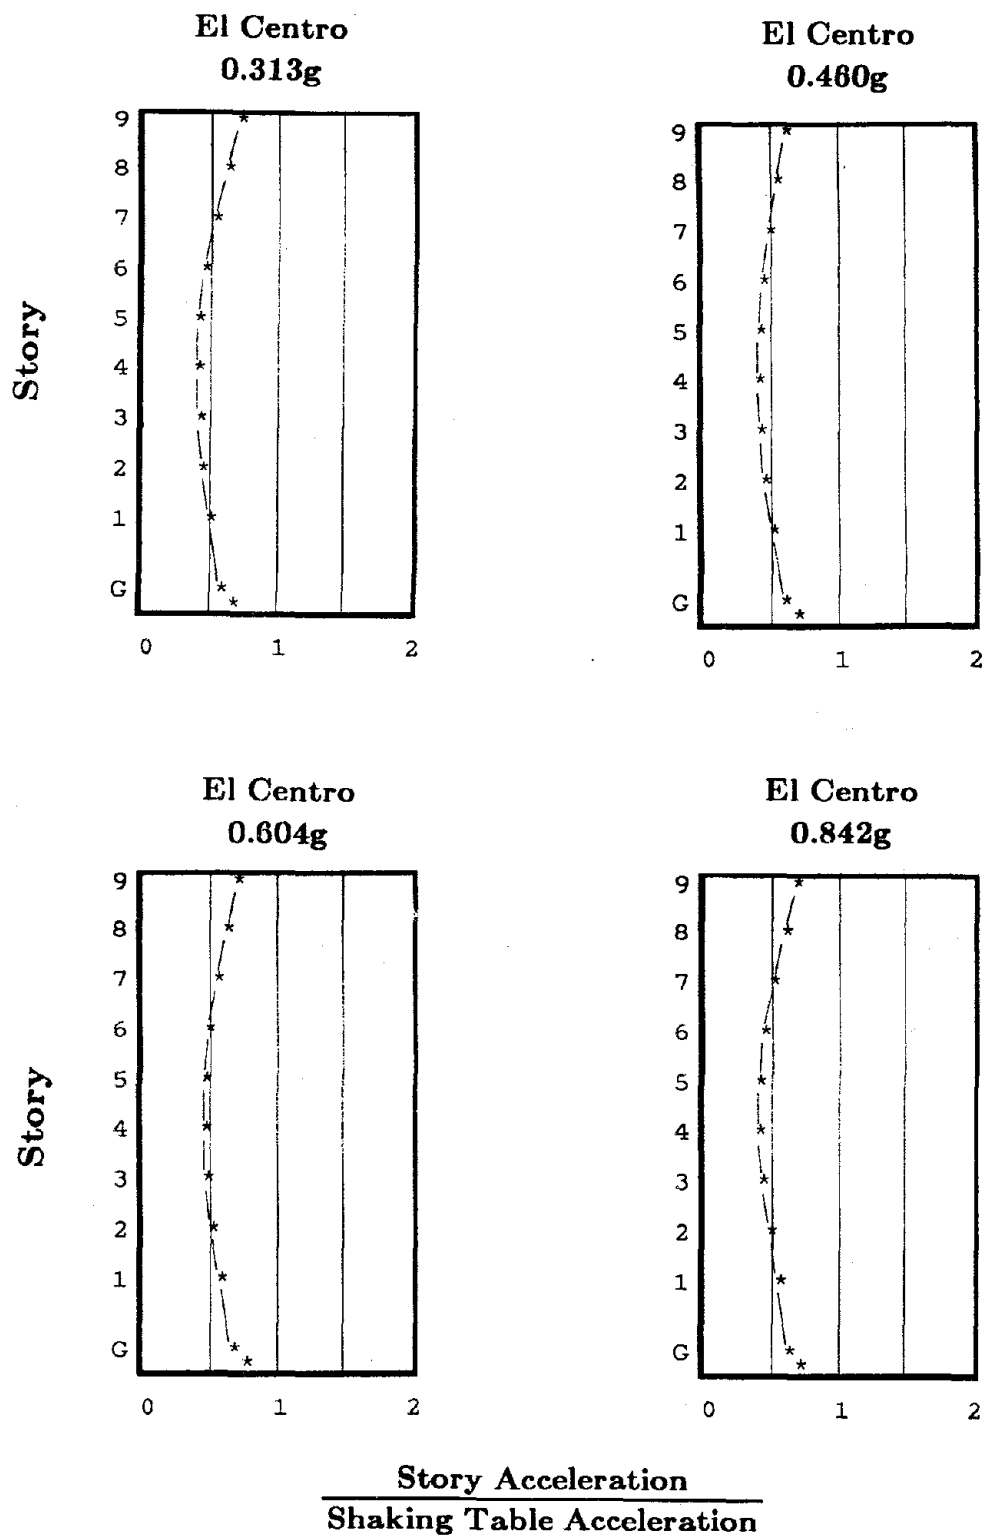 El Centro
0.313g
El Centro
0.460g
Story
9
8
7
6
5
4
3
2
1
G
0 1 2
9
8
7
6
5
4
3
2
1
G
0 1 2
El Centro
0.604g
El Centro
0.842g
Story
9
8
7
6
5
4
3
2
1
G
0 1 2
9
8
7
6
5
4
3
2
1
G
0 1 2
Story Acceleration
Shaking Table Acceleration